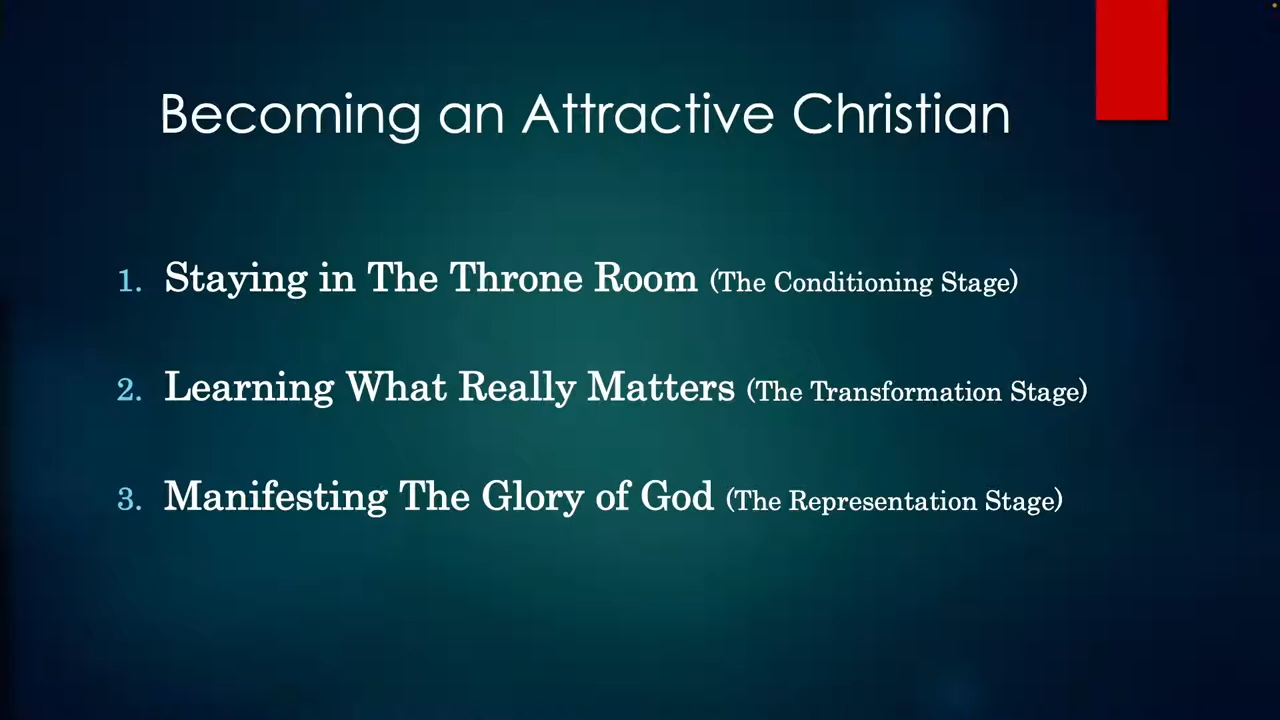 Becoming an Attractive Christian
1. Staying in The Throne Room (The Conditioning Stage)
2. Learning What Really Matters (The Transformation Stage)
3. Manifesting The Glory of God (The Representation Stage)